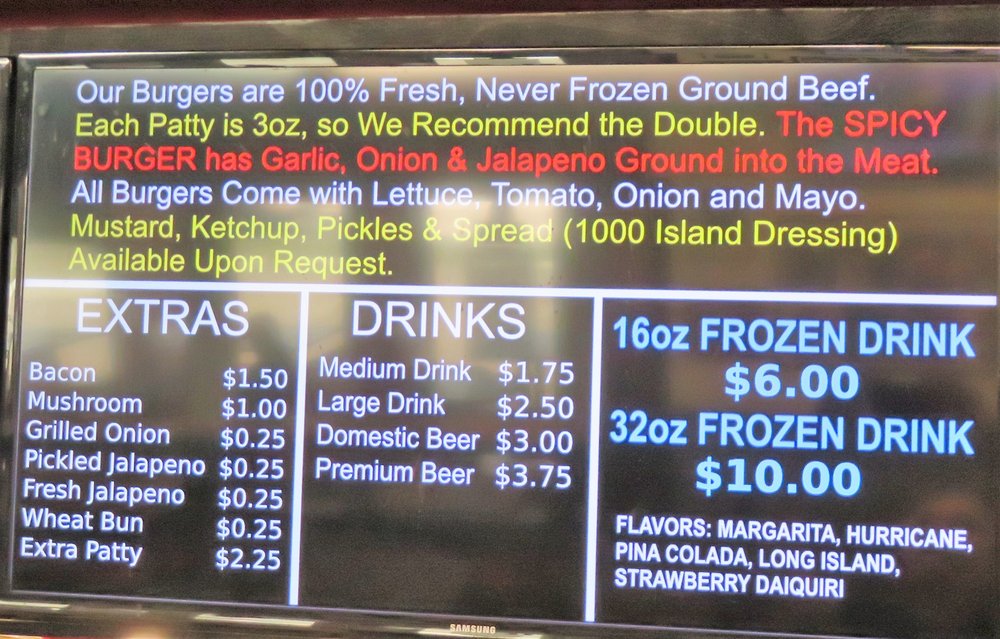 Our Burgers are 100% Fresh, Never Frozen Ground Beef.
Each Patty is 3oz, so We Recommend the Double. The SPICY
BURGER has Garlic, Onion & Jalapeno Ground into the Meat.
All Burgers Come with Lettuce, Tomato, Onion and Mayo.
Mustard, Ketchup, Pickles & Spread (1000 Island Dressing)
Available Upon Request.
EXTRAS
Bacon $1.50
Mushroom $1.00
Grilled Onion $0.25
Pickled Jalapeno $0.25
Fresh Jalapeno $0.25
Wheat Bun $0.25
Extra Patty $2.25
DRINKS
Medium Drink $1.75
Large Drink $2.50
Domestic Beer $3.00
Premium Beer $3.75
16oz FROZEN DRINK
$6.00
32oz FROZEN DRINK
$10.00
FLAVORS: MARGARITA, HURRICANE,
PINA COLADA, LONG ISLAND,
STRAWBERRY DAIQUIRI
SAMSUNG